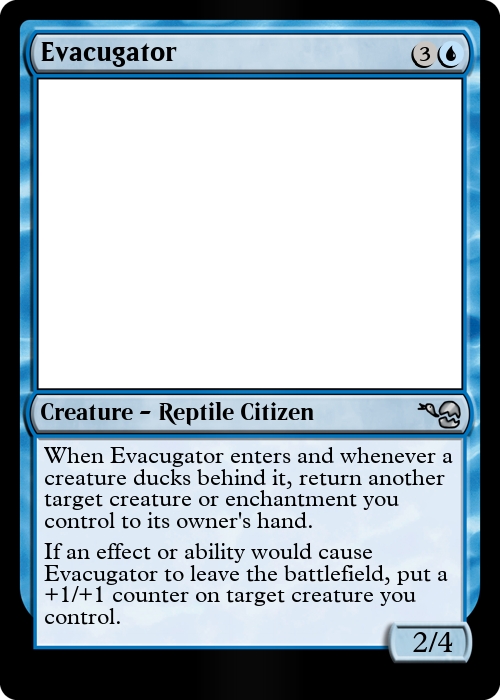 Evacugator 3
Creature – Reptile Citizen
When Evacugator enters and whenever a
creature ducks behind it, return another
target creature or enchantment you
control to its owner's hand.
If an effect or ability would cause
Evacugator to leave the battlefield, put a
+1/+1 counter on target creature you
control.
2/4